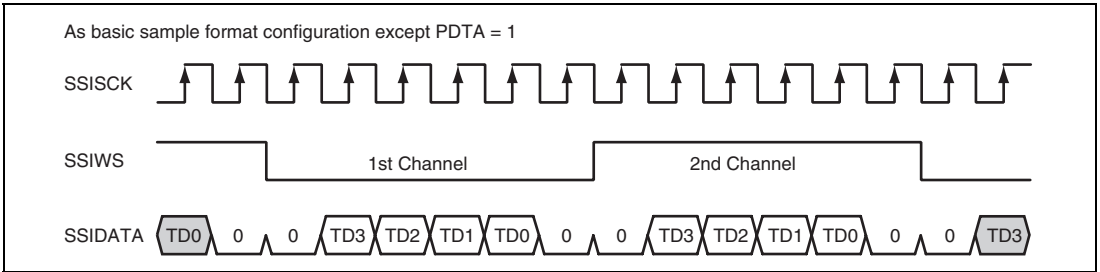 As basic sample format configuration except PDTA = 1
SSISCK
SSIWS 1st Channel 2nd Channel
SSIDATA TD0 0 0 TD3 TD2 TD1 TD0 0 0 TD3 TD2 TD1 TD0 0 0 TD3